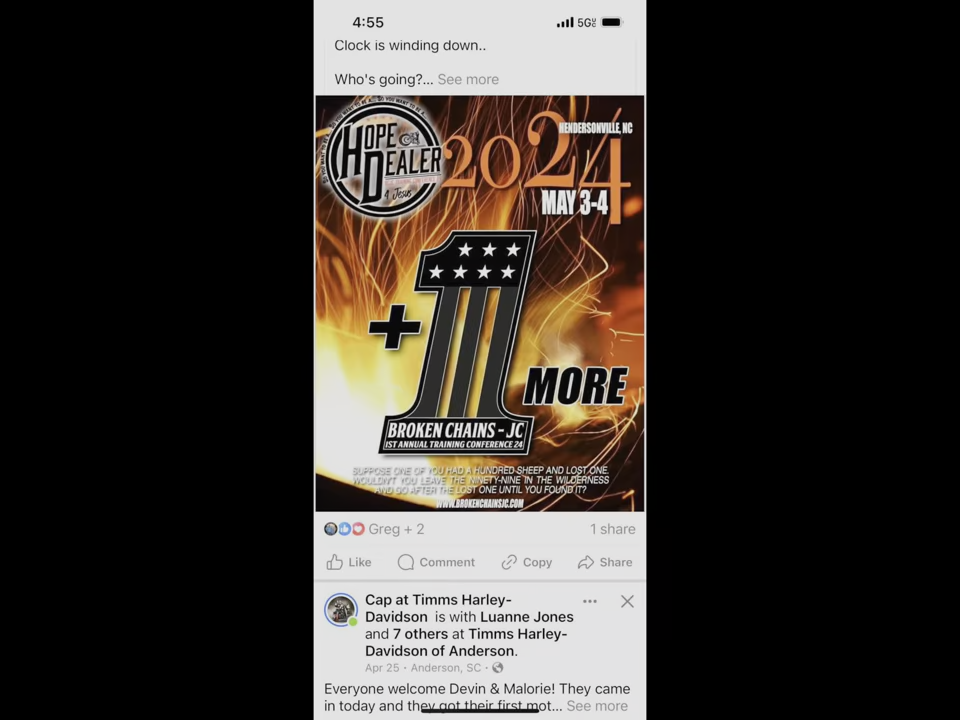 4:55
5G
Clock is winding down..
Who's going?... See more
HOPE
DEALER
4 Jesus
2024
HENDERSONVILLE, NC
MAY 3-4
+1
MORE
BROKEN CHAINS - JC
1ST ANNUAL TRAINING CONFERENCE 24
SUPPOSE ONE OF YOU HAD A HUNDRED SHEEP AND LOST ONE.
WOULDN'T YOU LEAVE THE NINETY-NINE IN THE WILDERNESS
AND GO AFTER THE LOST ONE UNTIL YOU FOUND IT?
WWW.BROKENCHAINSJC.COM
Greg + 2
1 share
Like
Comment
Copy
Share
Cap at Timms Harley-
Davidson is with Luanne Jones
and 7 others at Timms Harley-
Davidson of Anderson.
Apr 25 · Anderson, SC ·
Everyone welcome Devin & Malorie! They came
in today and they got their first mot... See more